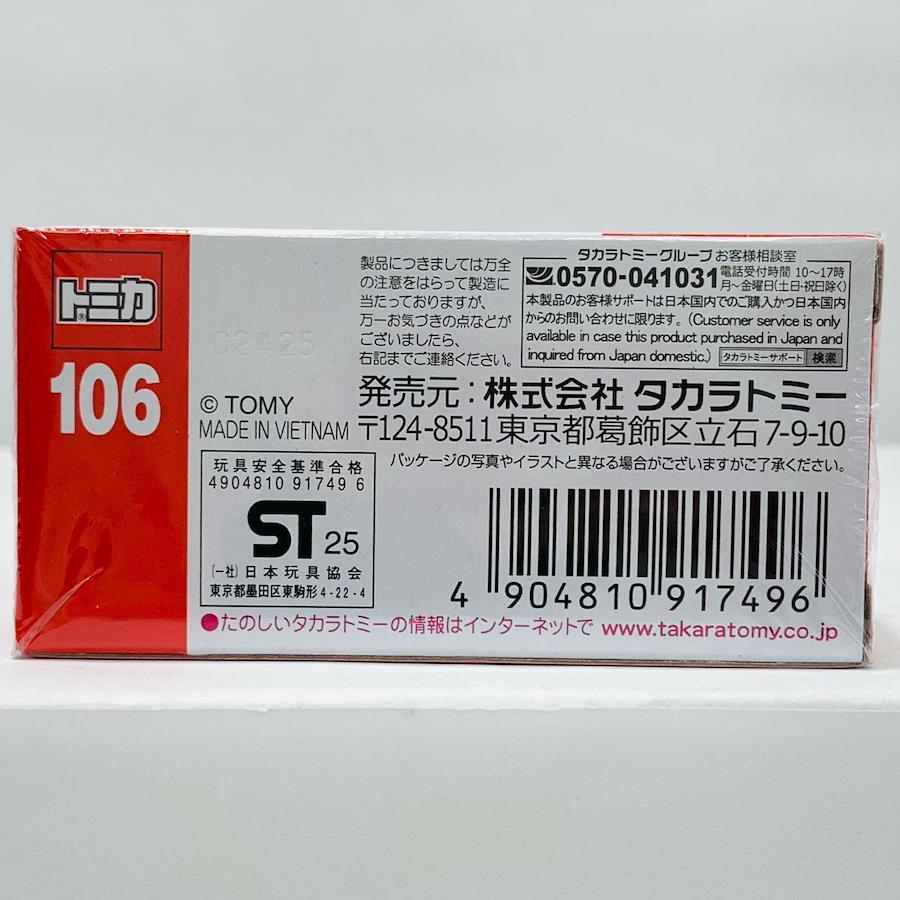 トミカ
®
106
C2425
© TOMY
MADE IN VIETNAM
製品につきましては万全
の注意をはらって製造に
当たっておりますが、
万一お気づきの点などが
ございましたら、
右記までご連絡ください。
タカラトミーグループ お客様相談室
0570-041031 電話受付時間 10〜17時
月〜金曜日(土日・祝日除く)
本製品のお客様サポートは日本国内でのご購入かつ日本国内
からのお問い合わせに限ります。(Customer service is only
available in case this product purchased in Japan and
inquired from Japan domestic.) タカラトミーサポート 検索
発売元：株式会社 タカラトミー
〒124-8511 東京都葛飾区立石 7-9-10
パッケージの写真やイラストと異なる場合がございますがご了承ください。
玩具安全基準合格
4904810 91749 6
ST 25
(一社) 日本玩具協会
東京都墨田区東駒形 4-22-4
4 904810 917496
●たのしいタカラトミーの情報はインターネットで www.takaratomy.co.jp